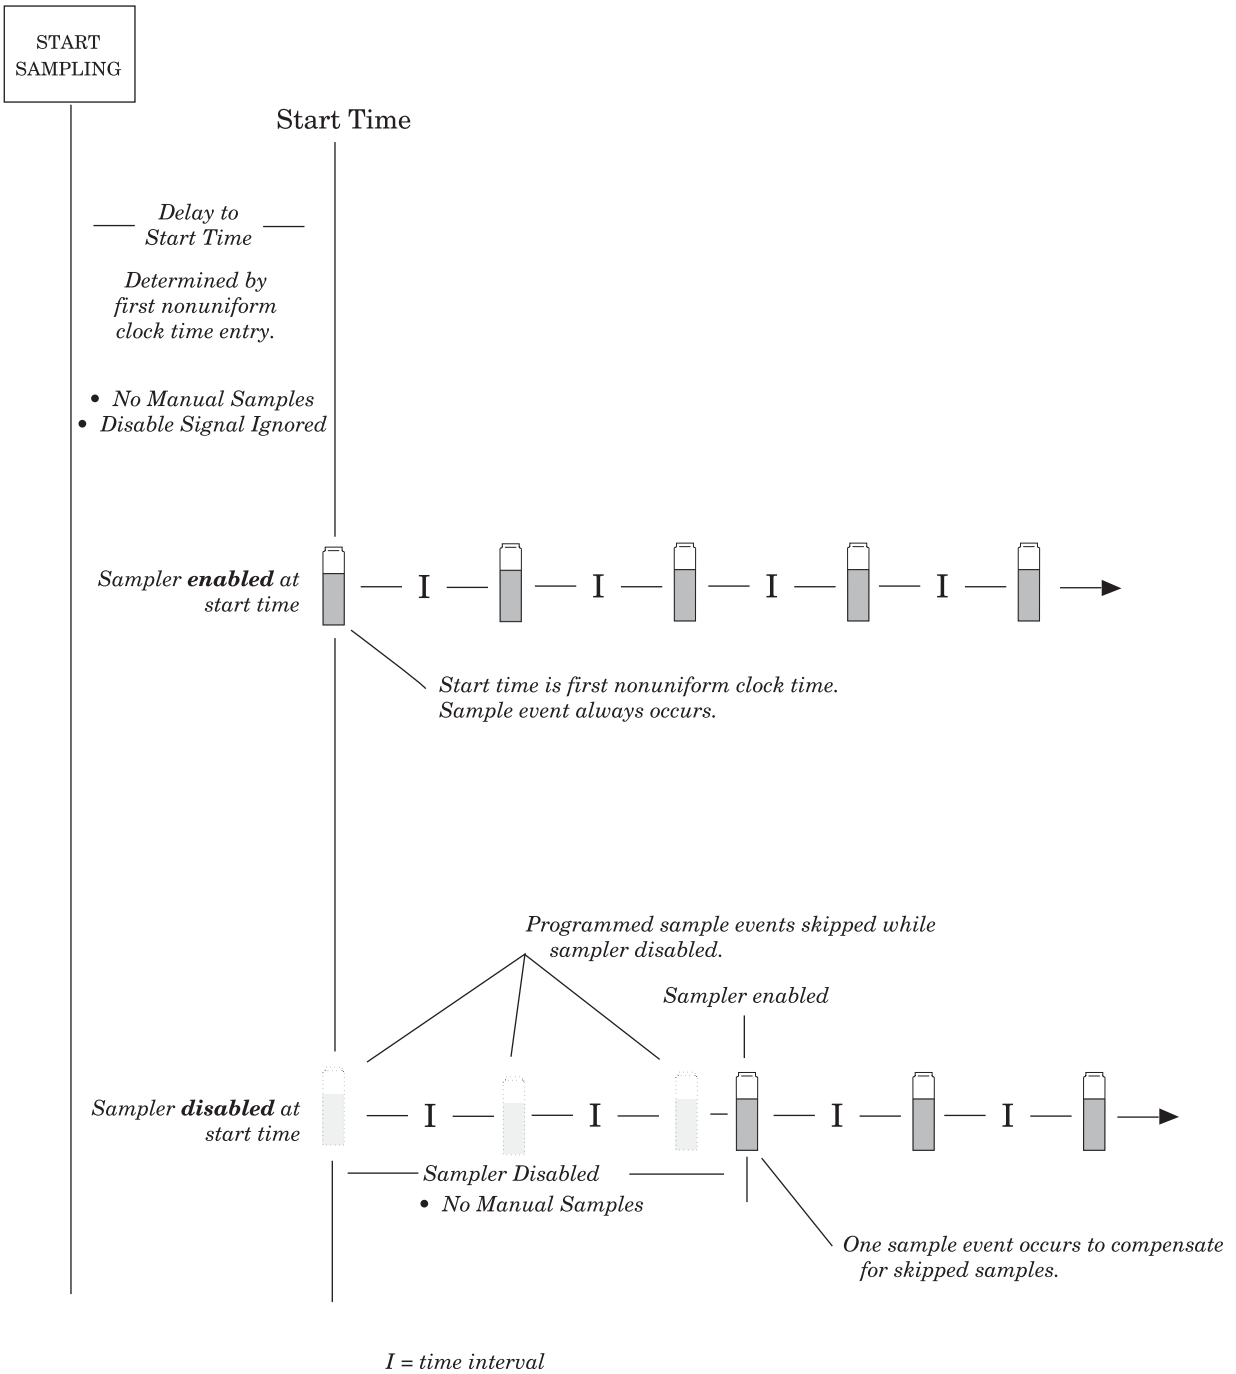 START
SAMPLING
Start Time
Delay to
Start Time
Determined by
first nonuniform
clock time entry.
• No Manual Samples
• Disable Signal Ignored
Sampler enabled at
start time
I I I I
Start time is first nonuniform clock time.
Sample event always occurs.
Programmed sample events skipped while
sampler disabled.
Sampler enabled
Sampler disabled at
start time
I I I I
Sampler Disabled
• No Manual Samples
One sample event occurs to compensate
for skipped samples.
I = time interval